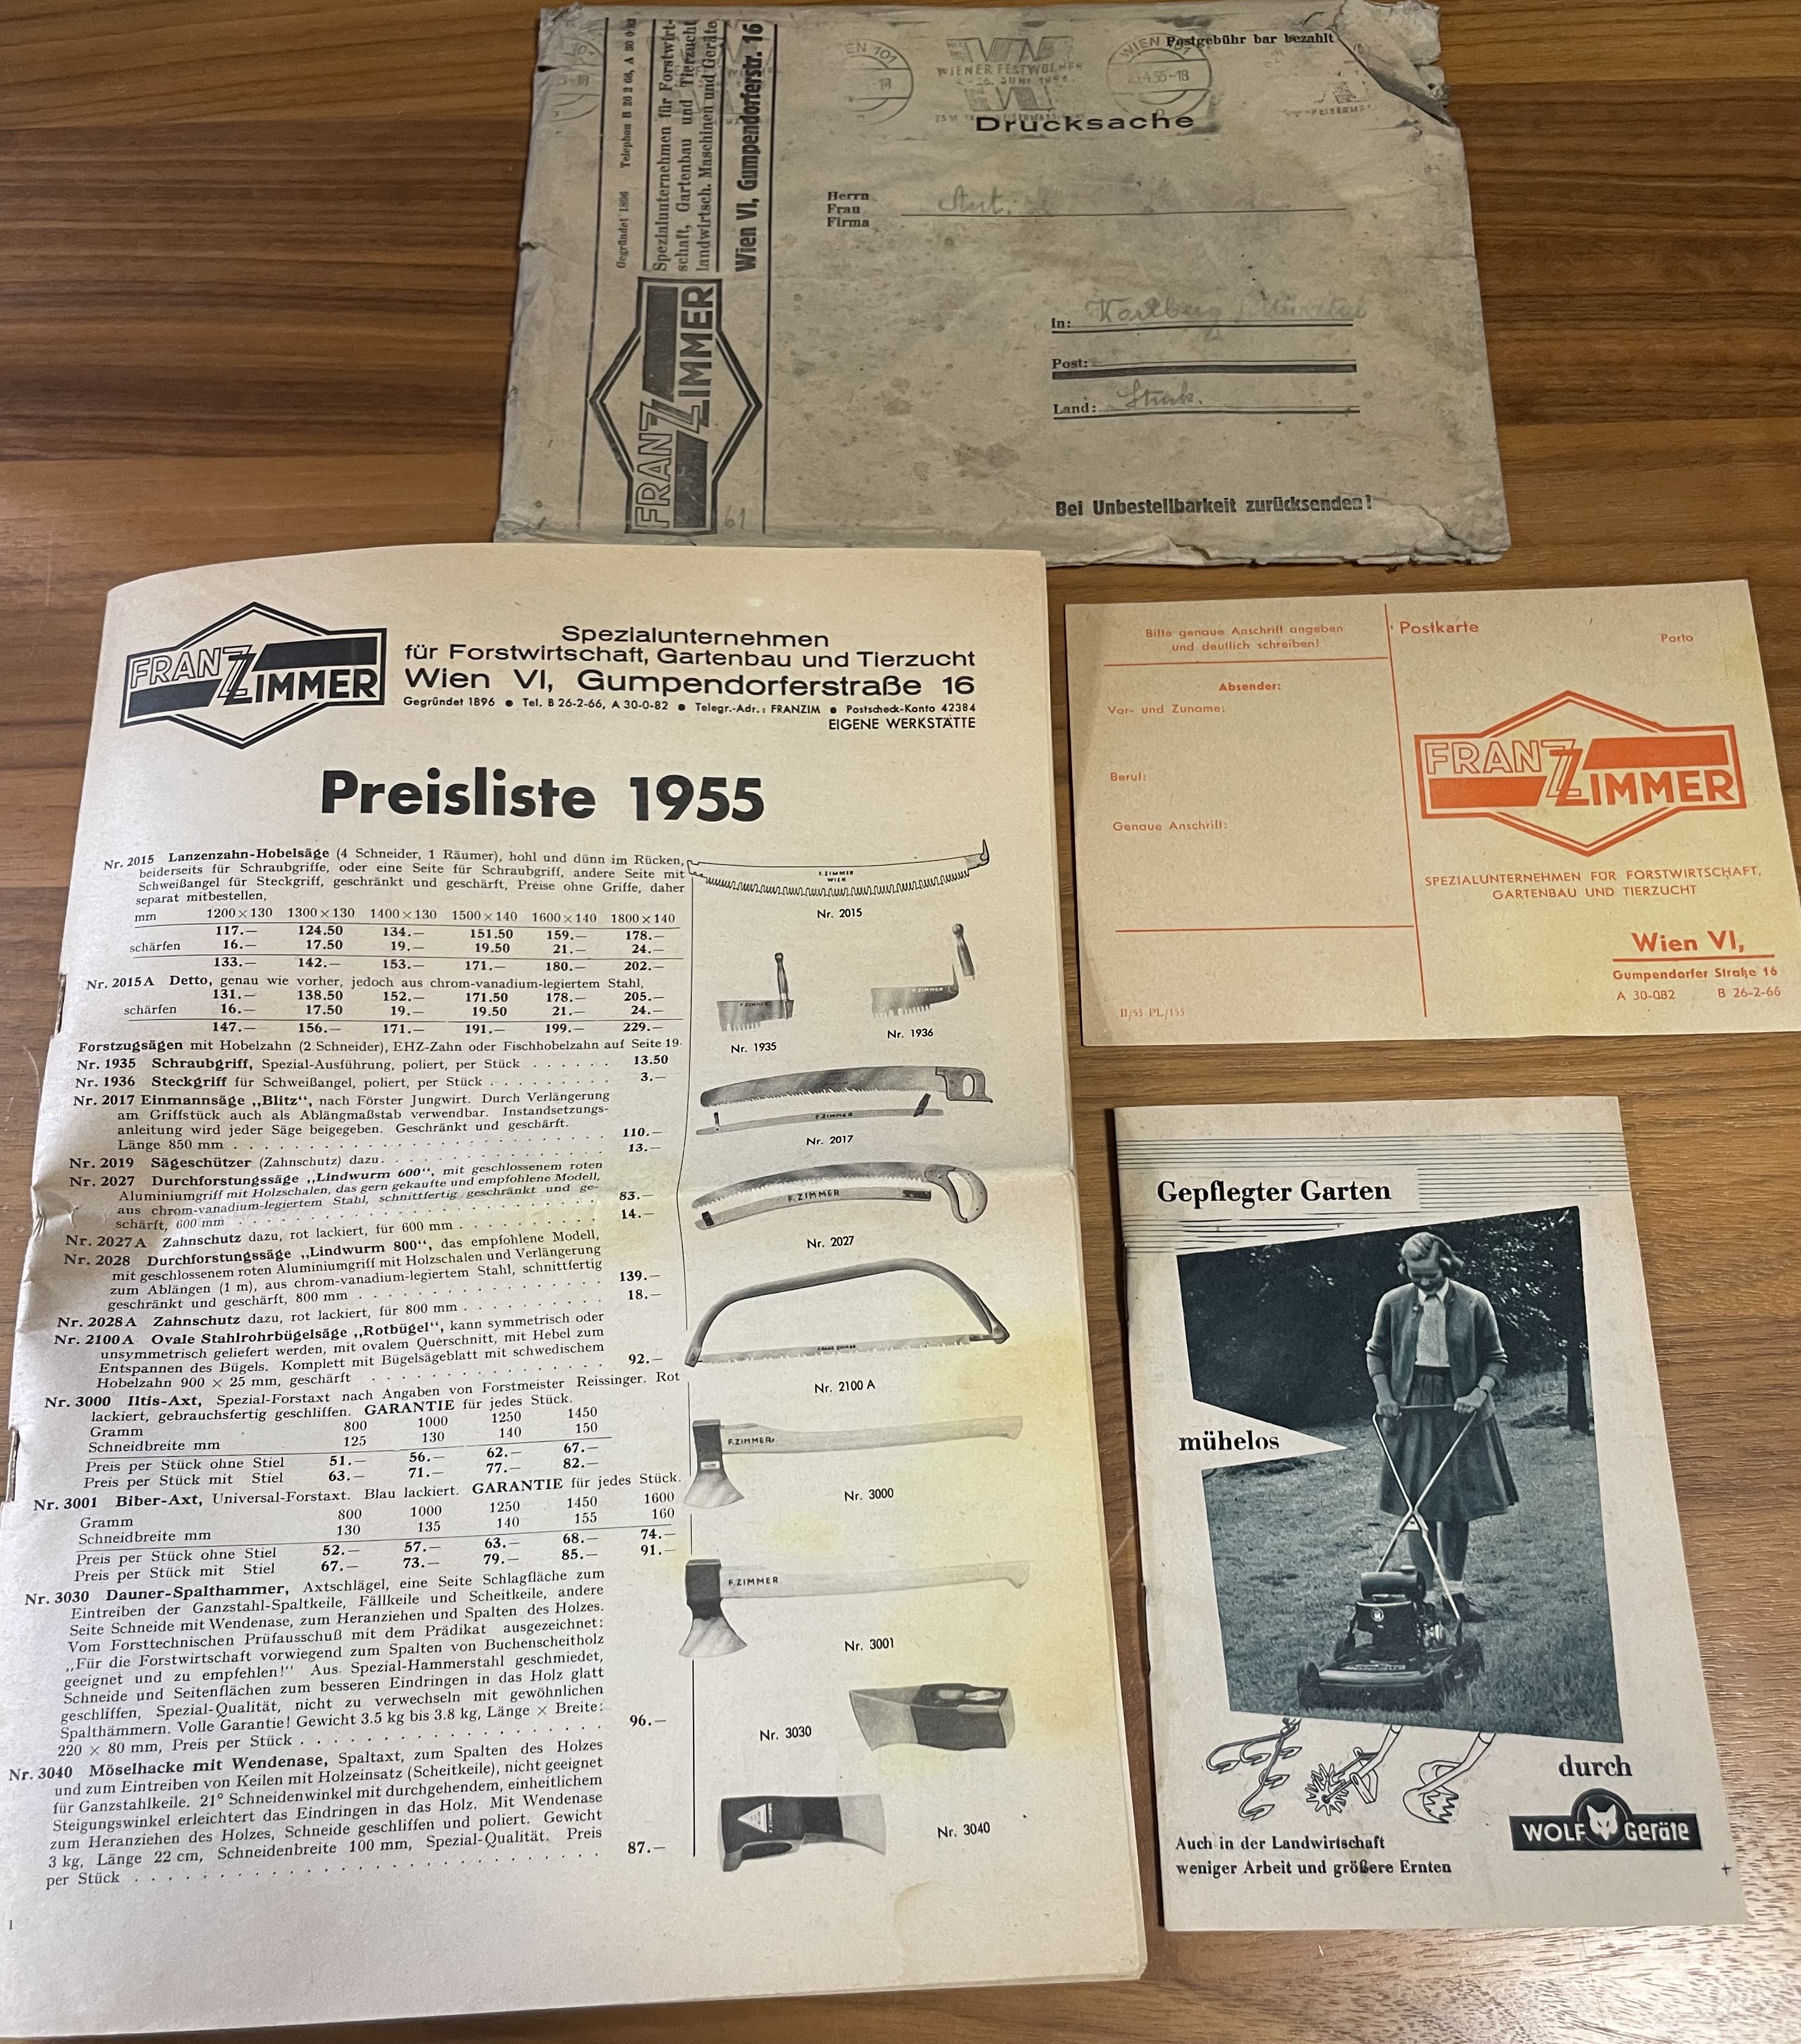 Gegründet 1896 Telephon B 26 2 66, A 30 0 82
Spezialunternehmen für Forstwirt-
schaft, Gartenbau und Tierzucht
landwirtsch. Maschinen und Geräte
Wien VI, Gumpendorferstr. 16
FRANZ ZIMMER
61
Postgebühr bar bezahlt
WIEN 101
WIENER FESTWOCHEN
WIEN
4.55-18
Drucksache
Herrn
Frau
Firma
Ant.
in: Wartberg Mürztal
Post:
Land: Stmk.
Bei Unbestellbarkeit zurücksenden!
FRANZ ZIMMER
Spezialunternehmen
für Forstwirtschaft, Gartenbau und Tierzucht
Wien VI, Gumpendorferstraße 16
Gegründet 1896 • Tel. B 26-2-66, A 30-0-82 • Telegr.-Adr.: FRANZIM • Postscheck-Konto 42384
EIGENE WERKSTÄTTE
Preisliste 1955
Nr. 2015 Lanzenzahn-Hobelsäge (4 Schneider, 1 Räumer), hohl und dünn im Rücken,
beiderseits für Schraubgriffe, oder eine Seite für Schraubgriff, andere Seite mit
Schweißangel für Steckgriff, geschränkt und geschärft, Preise ohne Griffe, daher
separat mitbestellen,
mm 1200×130 1300×130 1400×130 1500×140 1600×140 1800×140
117.— 124.50 134.— 151.50 159.— 178.—
schärfen 16.— 17.50 19.— 19.50 21.— 24.—
133.— 142.— 153.— 171.— 180.— 202.—
Nr. 2015 A Detto, genau wie vorher, jedoch aus chrom-vanadium-legiertem Stahl,
131.— 138.50 152.— 171.50 178.— 205.—
schärfen 16.— 17.50 19.— 19.50 21.— 24.—
147.— 156.— 171.— 191.— 199.— 229.—
Forstzugsägen mit Hobelzahn (2 Schneider), EHZ-Zahn oder Fischhobelzahn auf Seite 19.
Nr. 1935 Schraubgriff, Spezial-Ausführung, poliert, per Stück . . . . . . 13.50
Nr. 1936 Steckgriff für Schweißangel, poliert, per Stück . . . . . . . . . 3.—
Nr. 2017 Einmannsäge „Blitz“, nach Förster Jungwirt. Durch Verlängerung
am Griffstück auch als Ablängmaßstab verwendbar. Instandsetzungs-
anleitung wird jeder Säge beigegeben. Geschränkt und geschärft.
Länge 850 mm . . . . . . . . . . . . . . . . . 110.—
Nr. 2019 Sägeschützer (Zahnschutz) dazu . . . . . . . . . . . . 13.—
Nr. 2027 Durchforstungssäge „Lindwurm 600“, mit geschlossenem roten
Aluminiumgriff mit Holzschalen, das gern gekaufte und empfohlene Modell,
aus chrom-vanadium-legiertem Stahl, schnittfertig geschränkt und ge-
schärft, 600 mm . . . . . . . . . . . . . . . . . 83.—
Nr. 2027 A Zahnschutz dazu, rot lackiert, für 600 mm . . . . . . . . . 14.—
Nr. 2028 Durchforstungssäge „Lindwurm 800“, das empfohlene Modell,
mit geschlossenem roten Aluminiumgriff mit Holzschalen und Verlängerung
zum Ablängen (1 m), aus chrom-vanadium-legiertem Stahl, schnittfertig
geschränkt und geschärft, 800 mm . . . . . . . . . . . . . 139.—
Nr. 2028 A Zahnschutz dazu, rot lackiert, für 800 mm . . . . . . . . . 18.—
Nr. 2100 A Ovale Stahlrohrbügelsäge „Rotbügel“, kann symmetrisch oder
unsymmetrisch geliefert werden, mit ovalem Querschnitt, mit Hebel zum
Entspannen des Bügels. Komplett mit Bügelsägeblatt mit schwedischem
Hobelzahn 900 × 25 mm, geschärft . . . . . . . . . . . . 92.—
Nr. 3000 Iltis-Axt, Spezial-Forstaxt nach Angaben von Forstmeister Reissinger. Rot
lackiert, gebrauchsfertig geschliffen. GARANTIE für jedes Stück.
Gramm 800 1000 1250 1450
Schneidbreite mm 125 130 140 150
Preis per Stück ohne Stiel 51.— 56.— 62.— 67.—
Preis per Stück mit Stiel 63.— 71.— 77.— 82.—
Nr. 3001 Biber-Axt, Universal-Forstaxt. Blau lackiert. GARANTIE für jedes Stück.
Gramm 800 1000 1250 1450 1600
Schneidbreite mm 130 135 140 155 160
Preis per Stück ohne Stiel 52.— 57.— 63.— 68.— 74.—
Preis per Stück mit Stiel 67.— 73.— 79.— 85.— 91.—
Nr. 3030 Dauner-Spalthammer, Axtschlägel, eine Seite Schlagfläche zum
Eintreiben der Ganzstahl-Spaltkeile, Fällkeile und Scheitkeile, andere
Seite Schneide mit Wendenase, zum Heranziehen und Spalten des Holzes.
Vom Forsttechnischen Prüfausschuß mit dem Prädikat ausgezeichnet:
„Für die Forstwirtschaft vorwiegend zum Spalten von Buchenscheitholz
geeignet und zu empfehlen!“ Aus Spezial-Hammerstahl geschmiedet,
Schneide und Seitenflächen zum besseren Eindringen in das Holz glatt
geschliffen, Spezial-Qualität, nicht zu verwechseln mit gewöhnlichen
Spalthämmern. Volle Garantie! Gewicht 3.5 kg bis 3.8 kg, Länge × Breite:
220 × 80 mm, Preis per Stück . . . . . . . . . . . . . . 96.—
Nr. 3040 Möselhacke mit Wendenase, Spaltaxt, zum Spalten des Holzes
und zum Eintreiben von Keilen mit Holzeinsatz (Scheitkeile), nicht geeignet
für Ganzstahlkeile. 21° Schneidenwinkel mit durchgehendem, einheitlichem
Steigungswinkel erleichtert das Eindringen in das Holz. Mit Wendenase
zum Heranziehen des Holzes, Schneide geschliffen und poliert. Gewicht
3 kg, Länge 22 cm, Schneidenbreite 100 mm, Spezial-Qualität. Preis
per Stück . . . . . . . . . . . . . . . . . . . 87.—
1
F. ZIMMER
WIEN
Nr. 2015
F. ZIMMER
Nr. 1935
F. ZIMMER
Nr. 1936
F. ZIMMER
Nr. 2017
F. ZIMMER
Nr. 2027
Nr. 2100 A
F. ZIMMER
Nr. 3000
F. ZIMMER
Nr. 3001
Nr. 3030
Nr. 3040
Bitte genaue Anschrift angeben
und deutlich schreiben!
Absender:
Vor- und Zuname:
Beruf:
Genaue Anschrift:
II/55 PL/155
Postkarte
Porto
FRANZ ZIMMER
SPEZIALUNTERNEHMEN FÜR FORSTWIRTSCHAFT,
GARTENBAU UND TIERZUCHT
Wien VI,
Gumpendorfer Straße 16
A 30-082 B 26-2-66
Gepflegter Garten
mühelos
durch
WOLF Geräte
Auch in der Landwirtschaft
weniger Arbeit und größere Ernten